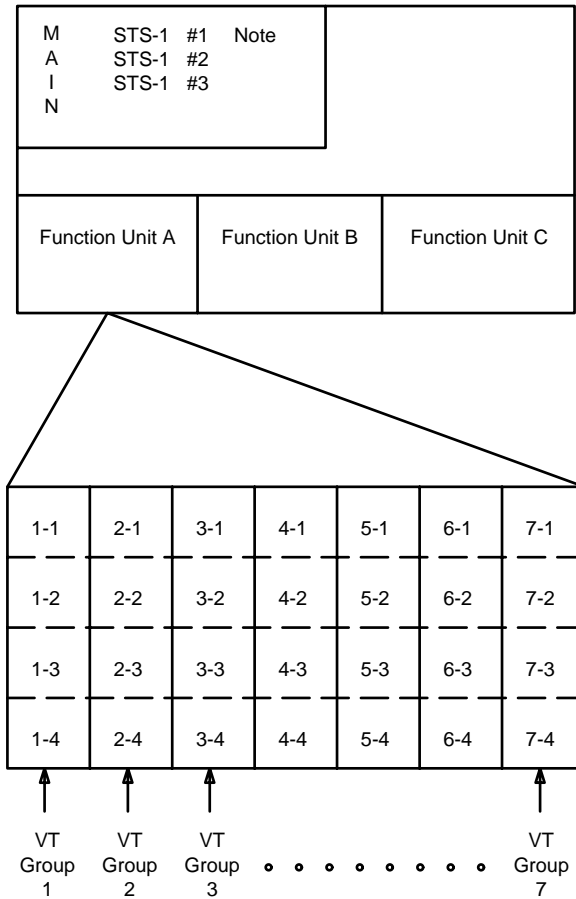 M STS-1 #1 Note
A STS-1 #2
I STS-1 #3
N
Function Unit A Function Unit B Function Unit C
1-1 2-1 3-1 4-1 5-1 6-1 7-1
1-2 2-2 3-2 4-2 5-2 6-2 7-2
1-3 2-3 3-3 4-3 5-3 6-3 7-3
1-4 2-4 3-4 4-4 5-4 6-4 7-4
VT VT VT VT
Group Group Group Group
1 2 3 7